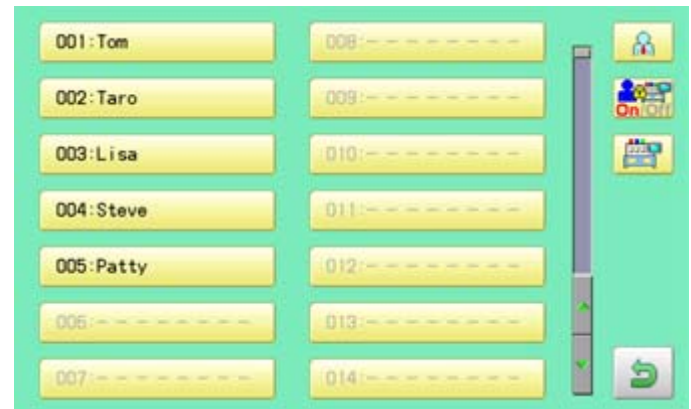 001:Tom
002:Taro
003:Lisa
004:Steve
005:Patty
006:--------
007:--------
008:--------
009:--------
010:--------
011:--------
012:--------
013:--------
014:--------
On/Off